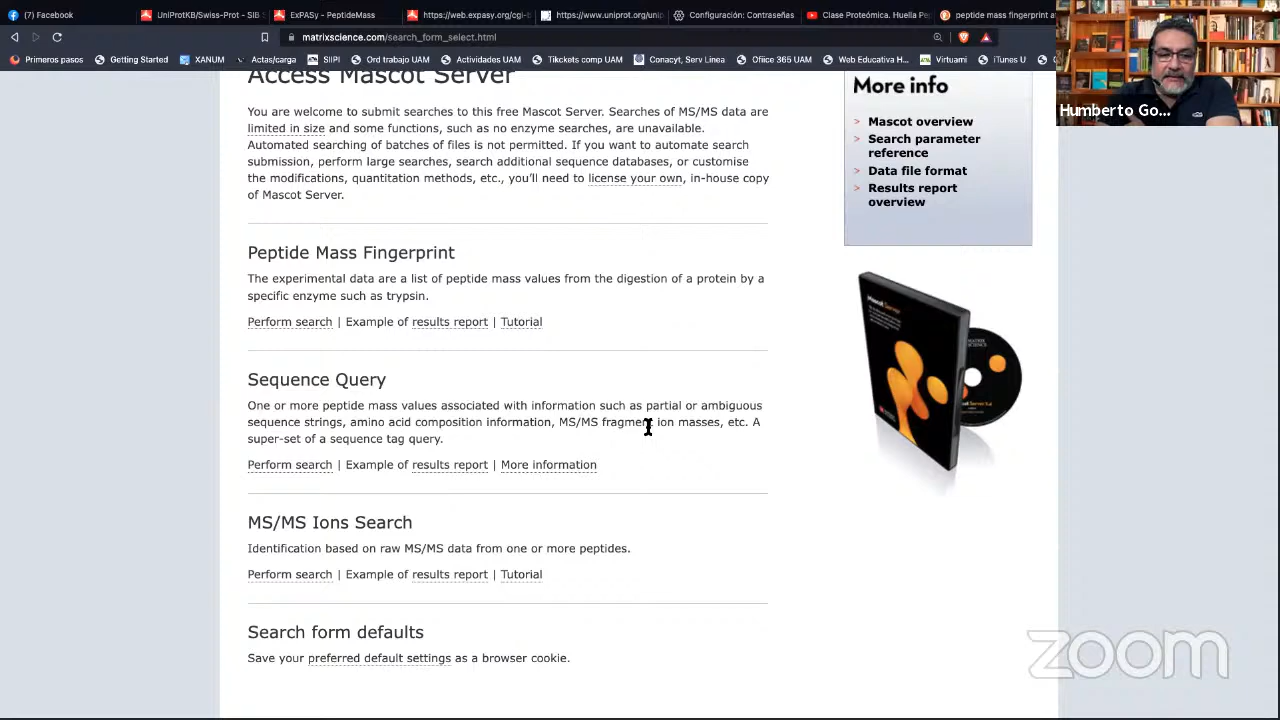 (7) Facebook
UniProtKB/Swiss-Prot - SIB S
ExPASy - PeptideMass
https://web.expasy.org/cgi-b
https://www.uniprot.org/unip
Configuración: Contraseñas
Clase Proteómica. Huella Pe
peptide mass fingerprint a
matrixscience.com/search_form_select.html
Primeros pasos
Getting Started
XANUM
Actas/carga
SIIPI
Ord trabajo UAM
Actividades UAM
Tikckets comp UAM
Conacyt, Serv Linea
Office 365 UAM
Web Educativa H...
Virtuami
iTunes U
Humberto Go...
Access Mascot Server
You are welcome to submit searches to this free Mascot Server. Searches of MS/MS data are
limited in size and some functions, such as no enzyme searches, are unavailable.
Automated searching of batches of files is not permitted. If you want to automate search
submission, perform large searches, search additional sequence databases, or customise
the modifications, quantitation methods, etc., you'll need to license your own, in-house copy
of Mascot Server.
Peptide Mass Fingerprint
The experimental data are a list of peptide mass values from the digestion of a protein by a
specific enzyme such as trypsin.
Perform search | Example of results report | Tutorial
Sequence Query
One or more peptide mass values associated with information such as partial or ambiguous
sequence strings, amino acid composition information, MS/MS fragment ion masses, etc. A
super-set of a sequence tag query.
Perform search | Example of results report | More information
MS/MS Ions Search
Identification based on raw MS/MS data from one or more peptides.
Perform search | Example of results report | Tutorial
Search form defaults
Save your preferred default settings as a browser cookie.
More info
> Mascot overview
> Search parameter
reference
> Data file format
> Results report
overview
zoom